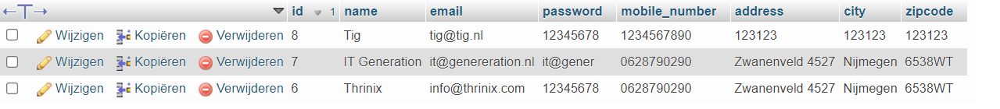 id 1 name email password mobile_number address city zipcode
Wijzigen Kopiëren Verwijderen 8 Tig tig@tig.nl 12345678 1234567890 123123 123123 123123
Wijzigen Kopiëren Verwijderen 7 IT Generation it@genereration.nl it@gener 0628790290 Zwanenveld 4527 Nijmegen 6538WT
Wijzigen Kopiëren Verwijderen 6 Thrinix info@thrinix.com 12345678 0628790290 Zwanenveld 4527 Nijmegen 6538WT